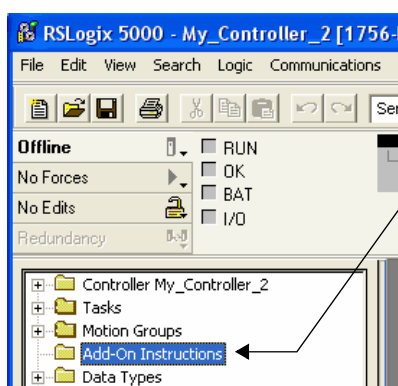 RSLogix 5000 - My_Controller_2 [1756-
File Edit View Search Logic Communications
Ser
Offline
RUN
No Forces
OK
BAT
No Edits
I/O
Redundancy
Controller My_Controller_2
Tasks
Motion Groups
Add-On Instructions
Data Types